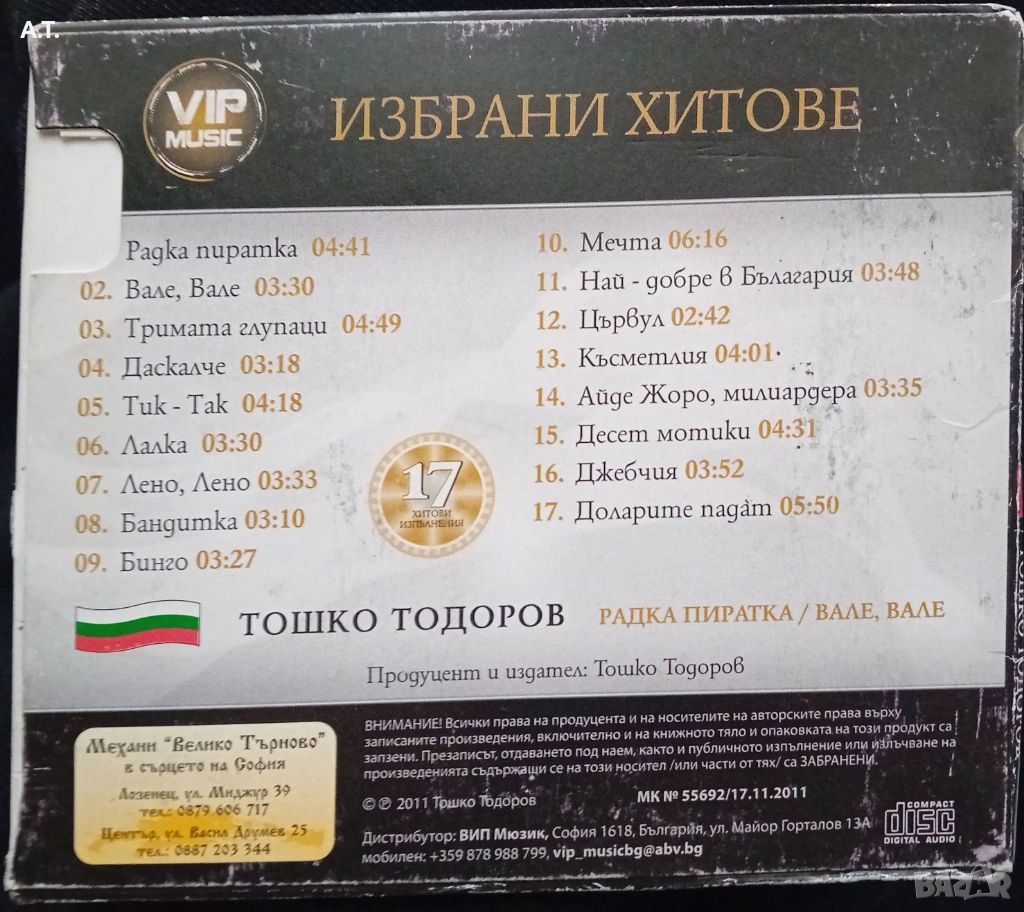 A.T.
VIP
MUSIC
ИЗБРАНИ ХИТОВЕ
Радка пиратка 04:41
02. Вале, Вале 03:30
03. Тримата глупаци 04:49
04. Даскалче 03:18
05. Тик - Так 04:18
06. Лалка 03:30
07. Лено, Лено 03:33
08. Бандитка 03:10
09. Бинго 03:27
10. Мечта 06:16
11. Най - добре в Бълагария 03:48
12. Цървул 02:42
13. Късметлия 04:01
14. Айде Жоро, милиардера 03:35
15. Десет мотики 04:31
16. Джебчия 03:52
17. Доларите падат 05:50
17
ХИТОВИ
ИЗПЪЛНЕНИЯ
ТОШКО ТОДОРОВ РАДКА ПИРАТКА / ВАЛЕ, ВАЛЕ
Продуцент и издател: Тошко Тодоров
Механи "Велико Търново"
в сърцето на София
Лозенец, ул. Миджур 39
тел.: 0879 606 717
Център, ул. Васил Друмев 25
тел.: 0887 203 344
ВНИМАНИЕ! Всички права на продуцента и на носителите на авторските права върху
записаните произведения, включително и на книжното тяло и опаковката на този продукт са
запзени. Презаписът, отдаването под наем, както и публичното изпълнение или излъчване на
произведенията съдържащи се на този носител /или части от тях/ са ЗАБРАНЕНИ.
© ℗ 2011 Тошко Тодоров
МК № 55692/17.11.2011
Дистрибутор: ВИП Мюзик, София 1618, България, ул. Майор Горталов 13А
мобилен: +359 878 988 799, vip_musicbg@abv.bg
COMPACT
disc
DIGITAL AUDIO
BAZAR